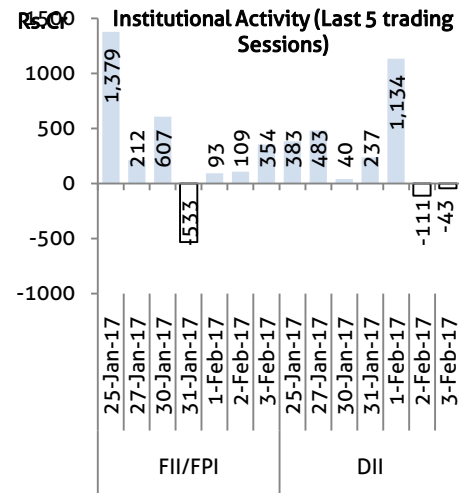 Rs.Cr
Institutional Activity (Last 5 trading
Sessions)
1500
1000
500
0
-500
-1000
1,379
212
607
-533
93
109
354
383
483
40
237
1,134
-111
-43
25-Jan-17
27-Jan-17
30-Jan-17
31-Jan-17
1-Feb-17
2-Feb-17
3-Feb-17
25-Jan-17
27-Jan-17
30-Jan-17
31-Jan-17
1-Feb-17
2-Feb-17
3-Feb-17
FII/FPI
DII